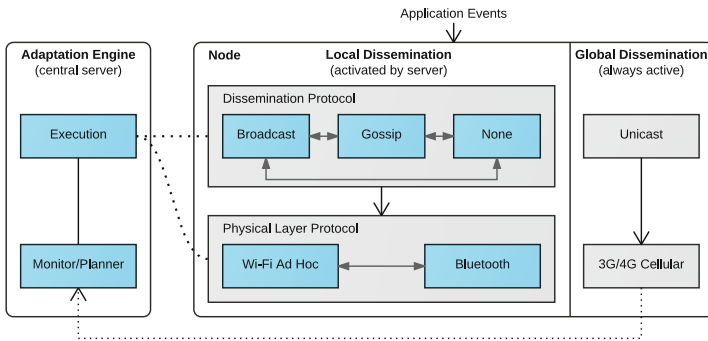 Application Events
Adaptation Engine
(central server)
Execution
Monitor/Planner
Node
Local Dissemination
(activated by server)
Dissemination Protocol
Broadcast
Gossip
None
Physical Layer Protocol
Wi-Fi Ad Hoc
Bluetooth
Global Dissemination
(always active)
Unicast
3G/4G Cellular